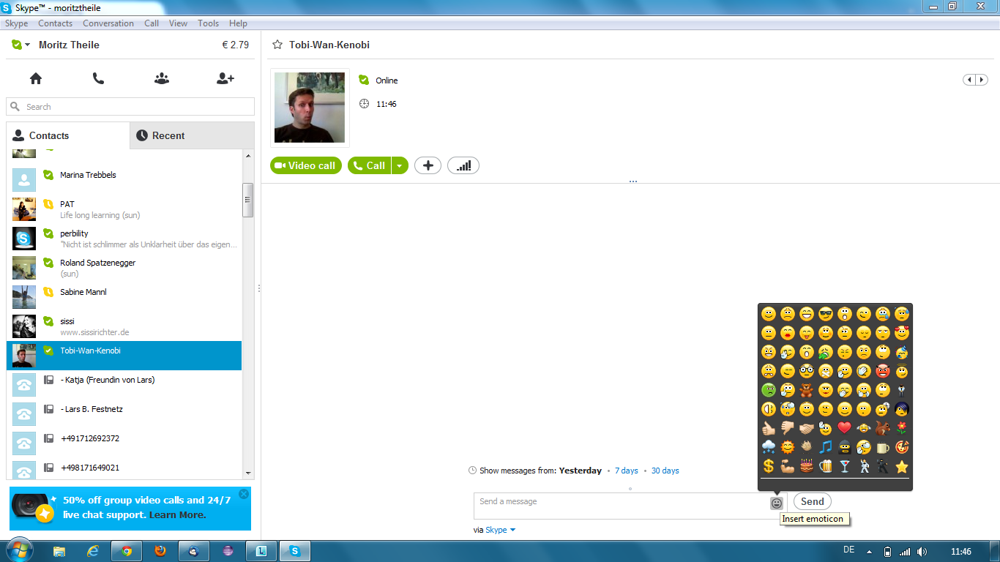 Skype™ - moritztheile
Skype Contacts Conversation Call View Tools Help
Moritz Theile € 2.79
Search
Contacts Recent
Marina Trebbels
PAT
Life long learning (sun)
perbility
"Nicht ist schlimmer als Unklarheit über das eigen...
Roland Spatzenegger
(sun)
Sabine Mannl
sissi
www.sissirichter.de
Tobi-Wan-Kenobi
- Katja (Freundin von Lars)
- Lars B. Festnetz
+491712692372
+498171649021
50% off group video calls and 24/7
live chat support. Learn More.
Tobi-Wan-Kenobi
Online
11:46
Video call Call
Show messages from: Yesterday • 7 days • 30 days
Send a message
Send
Insert emoticon
via Skype
DE 11:46